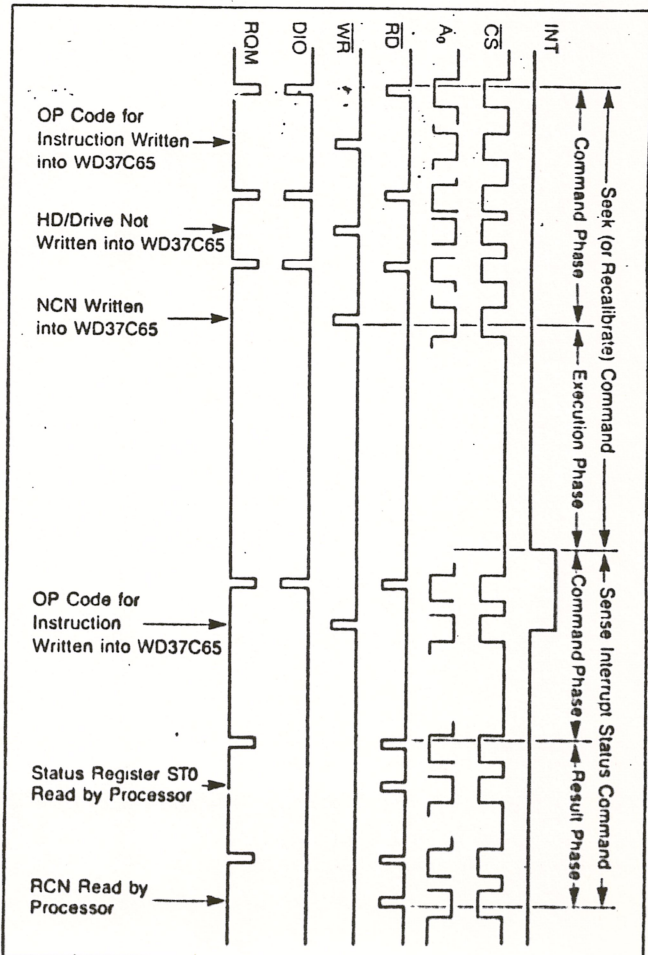 RQM
DIO
WR
RD
A0
CS
INT
OP Code for
Instruction Written
into WD37C65
HD/Drive Not
Written into WD37C65
NCN Written
into WD37C65
OP Code for
Instruction
Written into WD37C65
Status Register ST0
Read by Processor
RCN Read by
Processor
Seek (or Recalibrate) Command
Command Phase
Execution Phase
Sense Interrupt Status Command
Command Phase
Result Phase